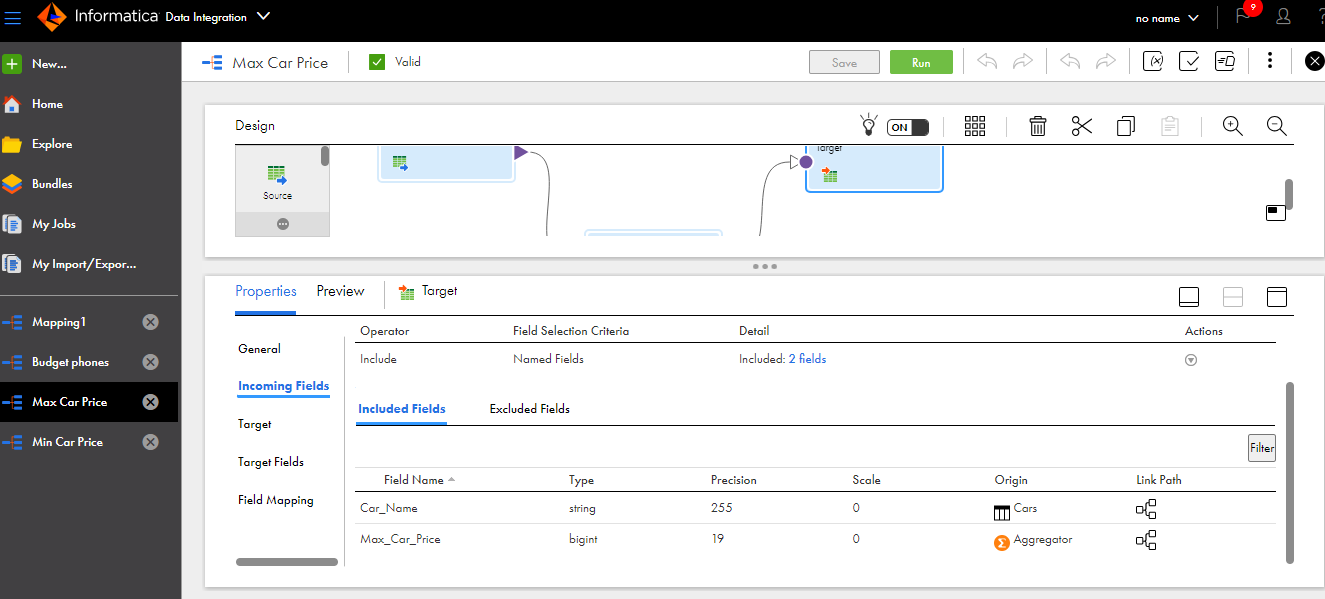 Informatica Data Integration
no name
9
?
New...
Home
Explore
Bundles
My Jobs
My Import/Expor...
Mapping1
Budget phones
Max Car Price
Min Car Price
Max Car Price
Valid
Save
Run
Design
ON
Source
Target
Properties
Preview
Target
General
Incoming Fields
Target
Target Fields
Field Mapping
Operator Field Selection Criteria Detail Actions
Include Named Fields Included: 2 fields
Included Fields Excluded Fields
Filter
Field Name Type Precision Scale Origin Link Path
Car_Name string 255 0 Cars
Max_Car_Price bigint 19 0 Aggregator